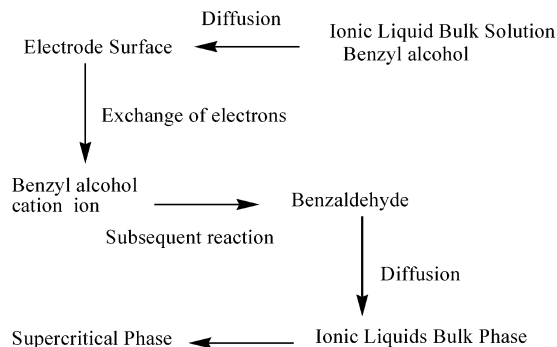 Diffusion
Ionic Liquid Bulk Solution
Benzyl alcohol
Electrode Surface
Exchange of electrons
Benzyl alcohol
cation ion
Benzaldehyde
Subsequent reaction
Diffusion
Supercritical Phase
Ionic Liquids Bulk Phase